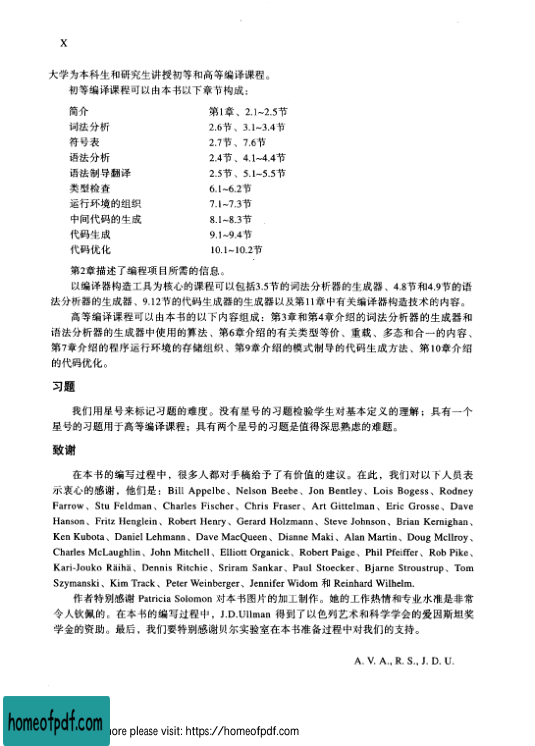 X
大学为本科生和研究生讲授初等和高等编译课程。
初等编译课程可以由本书以下章节构成：
简介 第1章、2.1~2.5节
词法分析 2.6节、3.1~3.4节
符号表 2.7节、7.6节
语法分析 2.4节、4.1~4.4节
语法制导翻译 2.5节、5.1~5.5节
类型检查 6.1~6.2节
运行环境的组织 7.1~7.3节
中间代码的生成 8.1~8.3节
代码生成 9.1~9.4节
代码优化 10.1~10.2节
第2章描述了编程项目所需的信息。
以编译器构造工具为核心的课程可以包括3.5节的词法分析器的生成器、4.8节和4.9节的语
法分析器的生成器、9.12节的代码生成器的生成器以及第11章中有关编译器构造技术的内容。
高等编译课程可以由本书的以下内容组成：第3章和第4章介绍的词法分析器的生成器和
语法分析器的生成器中使用的算法、第6章介绍的有关类型等价、重载、多态和合一的内容、
第7章介绍的程序运行环境的存储组织、第9章介绍的模式制导的代码生成方法、第10章介绍
的代码优化。
习题
我们用星号来标记习题的难度。没有星号的习题检验学生对基本定义的理解；具有一个
星号的习题用于高等编译课程；具有两个星号的习题是值得深思熟虑的难题。
致谢
在本书的编写过程中，很多人都对手稿给予了有价值的建议。在此，我们对以下人员表
示衷心的感谢，他们是：Bill Appelbe、Nelson Beebe、Jon Bentley、Lois Bogess、Rodney
Farrow、Stu Feldman、Charles Fischer、Chris Fraser、Art Gittelman、Eric Grosse、Dave
Hanson、Fritz Henglein、Robert Henry、Gerard Holzmann、Steve Johnson、Brian Kernighan、
Ken Kubota、Daniel Lehmann、Dave MacQueen、Dianne Maki、Alan Martin、Doug McIlroy、
Charles McLaughlin、John Mitchell、Elliott Organick、Robert Paige、Phil Pfeiffer、Rob Pike、
Kari-Jouko Räihä、Dennis Ritchie、Sriram Sankar、Paul Stoecker、Bjarne Stroustrup、Tom
Szymanski、Kim Track、Peter Weinberger、Jennifer Widom 和 Reinhard Wilhelm.
作者特别感谢 Patricia Solomon 对本书图片的加工制作。她的工作热情和专业水准是非常
令人钦佩的。在本书的编写过程中，J.D.Ullman 得到了以色列艺术和科学学会的爱因斯坦奖
学金的资助。最后，我们要特别感谢贝尔实验室在本书准备过程中对我们的支持。
A. V. A., R. S., J. D. U.
homeofpdf.com
ore please visit: https://homeofpdf.com